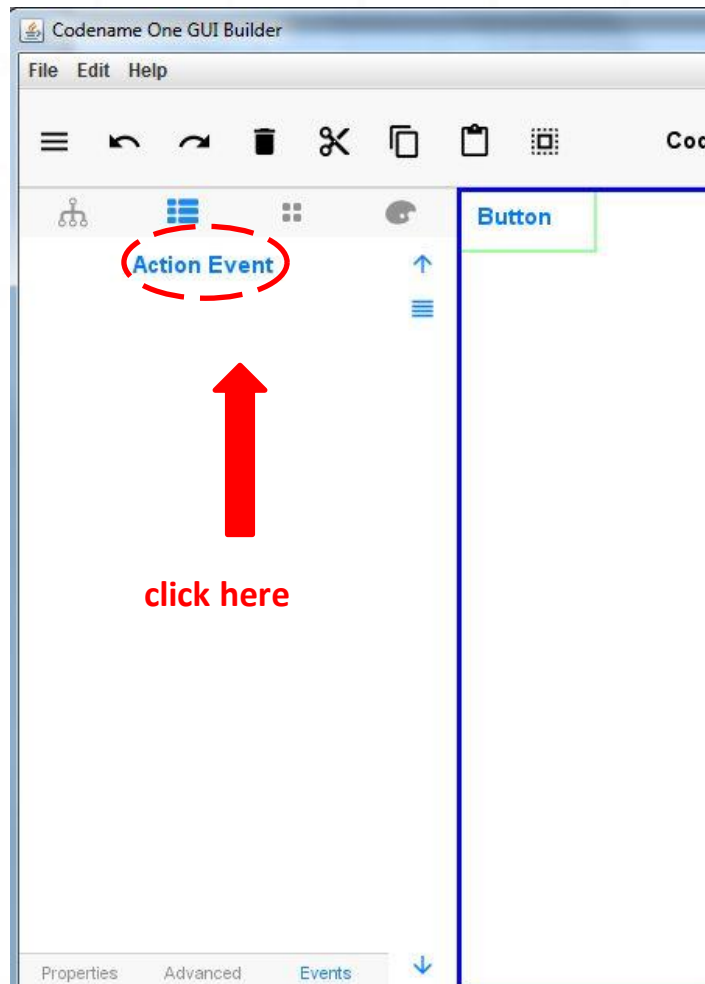 Codename One GUI Builder
File Edit Help
Button
Action Event
click here
Properties Advanced Events